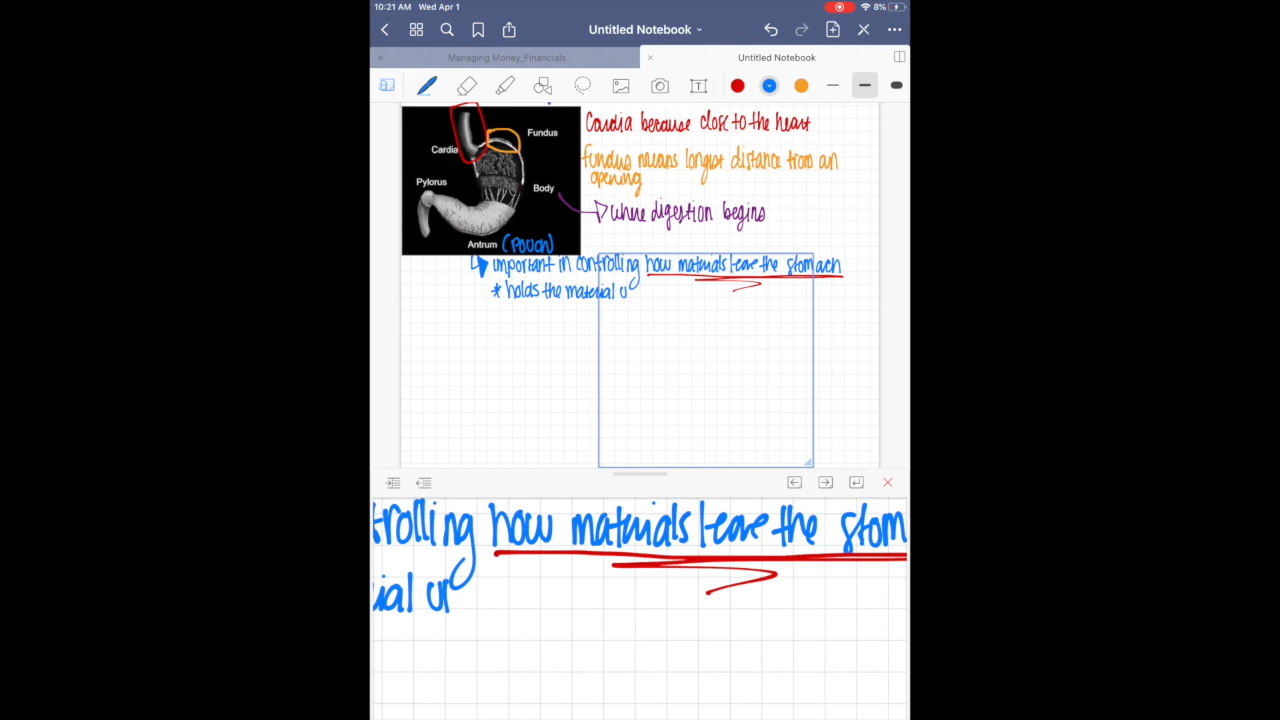 10:21 AM Wed Apr 1
8%
Untitled Notebook
Managing Money_Financials
Untitled Notebook
T
Cardia
Fundus
Pylorus
Body
Antrum
(Pouch)
Cardia because close to the heart
fundus means longest distance from an
opening
where digestion begins
important in controlling how materials leave the stomach
* holds the material u
trolling how materials leave the stom
ial ur